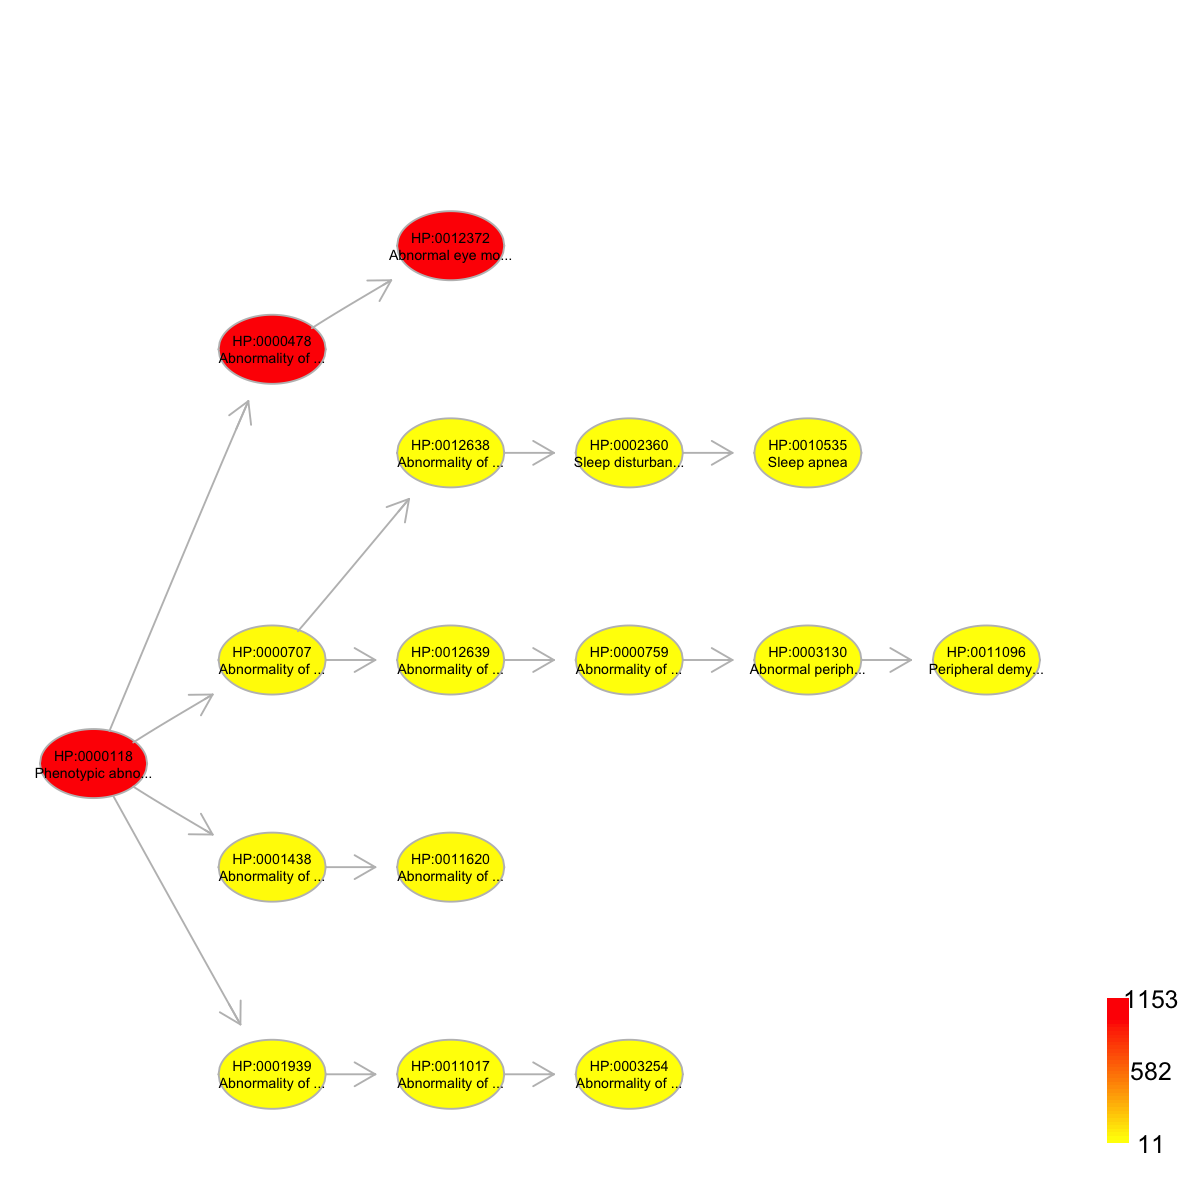 HP:0012372
Abnormal eye mo...
HP:0000478
Abnormality of ...
HP:0012638
Abnormality of ...
HP:0002360
Sleep disturban...
HP:0010535
Sleep apnea
HP:0000707
Abnormality of ...
HP:0012639
Abnormality of ...
HP:0000759
Abnormality of ...
HP:0003130
Abnormal periph...
HP:0011096
Peripheral demy...
HP:0000118
Phenotypic abno...
HP:0001438
Abnormality of ...
HP:0011620
Abnormality of ...
HP:0001939
Abnormality of ...
HP:0011017
Abnormality of ...
HP:0003254
Abnormality of ...
1153
582
11